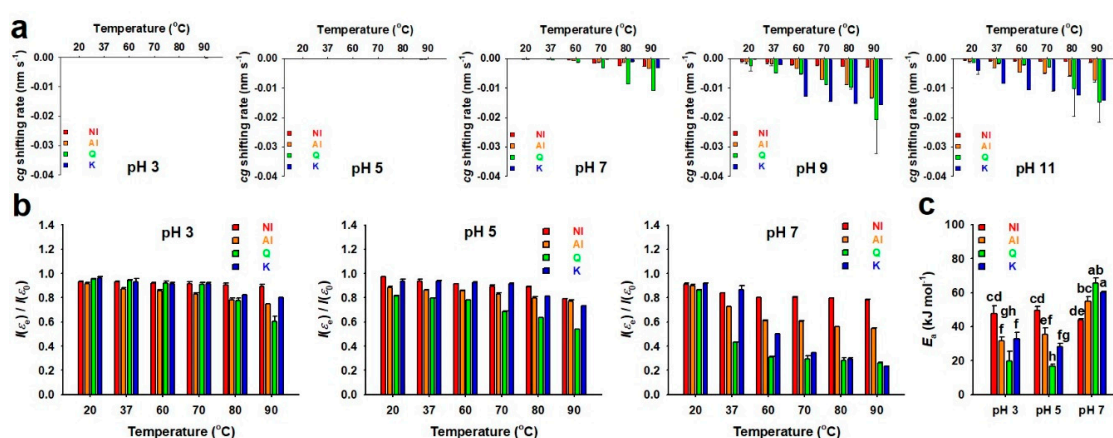 a
Temperature (°C)
20 37 60 70 80 90
cg shifting rate (nm s⁻¹)
0.00
-0.01
-0.02
-0.03
-0.04
NI
AI
Q
K
pH 3
Temperature (°C)
20 37 60 70 80 90
cg shifting rate (nm s⁻¹)
0.00
-0.01
-0.02
-0.03
-0.04
NI
AI
Q
K
pH 5
Temperature (°C)
20 37 60 70 80 90
cg shifting rate (nm s⁻¹)
0.00
-0.01
-0.02
-0.03
-0.04
NI
AI
Q
K
pH 7
Temperature (°C)
20 37 60 70 80 90
cg shifting rate (nm s⁻¹)
0.00
-0.01
-0.02
-0.03
-0.04
NI
AI
Q
K
pH 9
Temperature (°C)
20 37 60 70 80 90
cg shifting rate (nm s⁻¹)
0.00
-0.01
-0.02
-0.03
-0.04
NI
AI
Q
K
pH 11
b
pH 3
NI
AI
Q
K
I(εe) / I(ε0)
1.4
1.2
1.0
0.8
0.6
0.4
0.2
0.0
20 37 60 70 80 90
Temperature (°C)
pH 5
NI
AI
Q
K
I(εe) / I(ε0)
1.4
1.2
1.0
0.8
0.6
0.4
0.2
0.0
20 37 60 70 80 90
Temperature (°C)
pH 7
NI
AI
Q
K
I(εe) / I(ε0)
1.4
1.2
1.0
0.8
0.6
0.4
0.2
0.0
20 37 60 70 80 90
Temperature (°C)
c
NI
AI
Q
K
Ea (kJ mol⁻¹)
100
80
60
40
20
0
cd f gh f
cd ef h fg
de bc ab a
pH 3 pH 5 pH 7